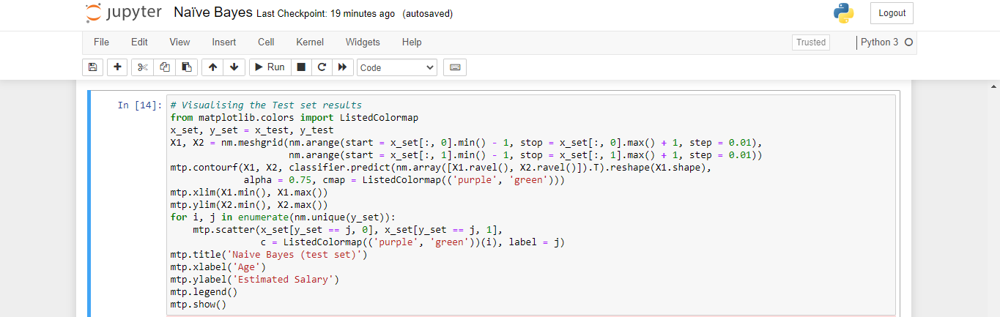 jupyter Naïve Bayes Last Checkpoint: 19 minutes ago (autosaved) Logout
File Edit View Insert Cell Kernel Widgets Help Trusted Python 3
Run Code
In [14]: # Visualising the Test set results
from matplotlib.colors import ListedColormap
x_set, y_set = x_test, y_test
X1, X2 = nm.meshgrid(nm.arange(start = x_set[:, 0].min() - 1, stop = x_set[:, 0].max() + 1, step = 0.01),
                     nm.arange(start = x_set[:, 1].min() - 1, stop = x_set[:, 1].max() + 1, step = 0.01))
mtp.contourf(X1, X2, classifier.predict(nm.array([X1.ravel(), X2.ravel()]).T).reshape(X1.shape),
             alpha = 0.75, cmap = ListedColormap(('purple', 'green')))
mtp.xlim(X1.min(), X1.max())
mtp.ylim(X2.min(), X2.max())
for i, j in enumerate(nm.unique(y_set)):
    mtp.scatter(x_set[y_set == j, 0], x_set[y_set == j, 1],
                c = ListedColormap(('purple', 'green'))(i), label = j)
mtp.title('Naive Bayes (test set)')
mtp.xlabel('Age')
mtp.ylabel('Estimated Salary')
mtp.legend()
mtp.show()